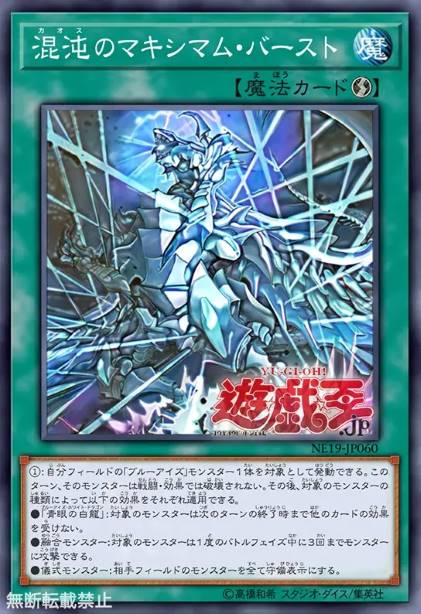 混沌のマキシマム・バースト
カオス
魔
【魔法カード】
まほう
YU-GI-OH!
遊戯王.jp
NE19-JP060
①:自分フィールドの「ブルーアイズ」モンスター1体を対象として発動できる。この
ターン、そのモンスターは戦闘・効果では破壊されない。その後、対象のモンスターの
種類によって以下の効果をそれぞれ適用できる。
●「青眼の白龍」:対象のモンスターは次のターンの終了時まで他のカードの効果
を受けない。
●融合モンスター:対象のモンスターは1度のバトルフェイズ中に3回までモンスター
に攻撃できる。
●儀式モンスター:相手フィールドのモンスターを全て守備表示にする。
無断転載禁止
©高橋和希 スタジオ・ダイス/集英社